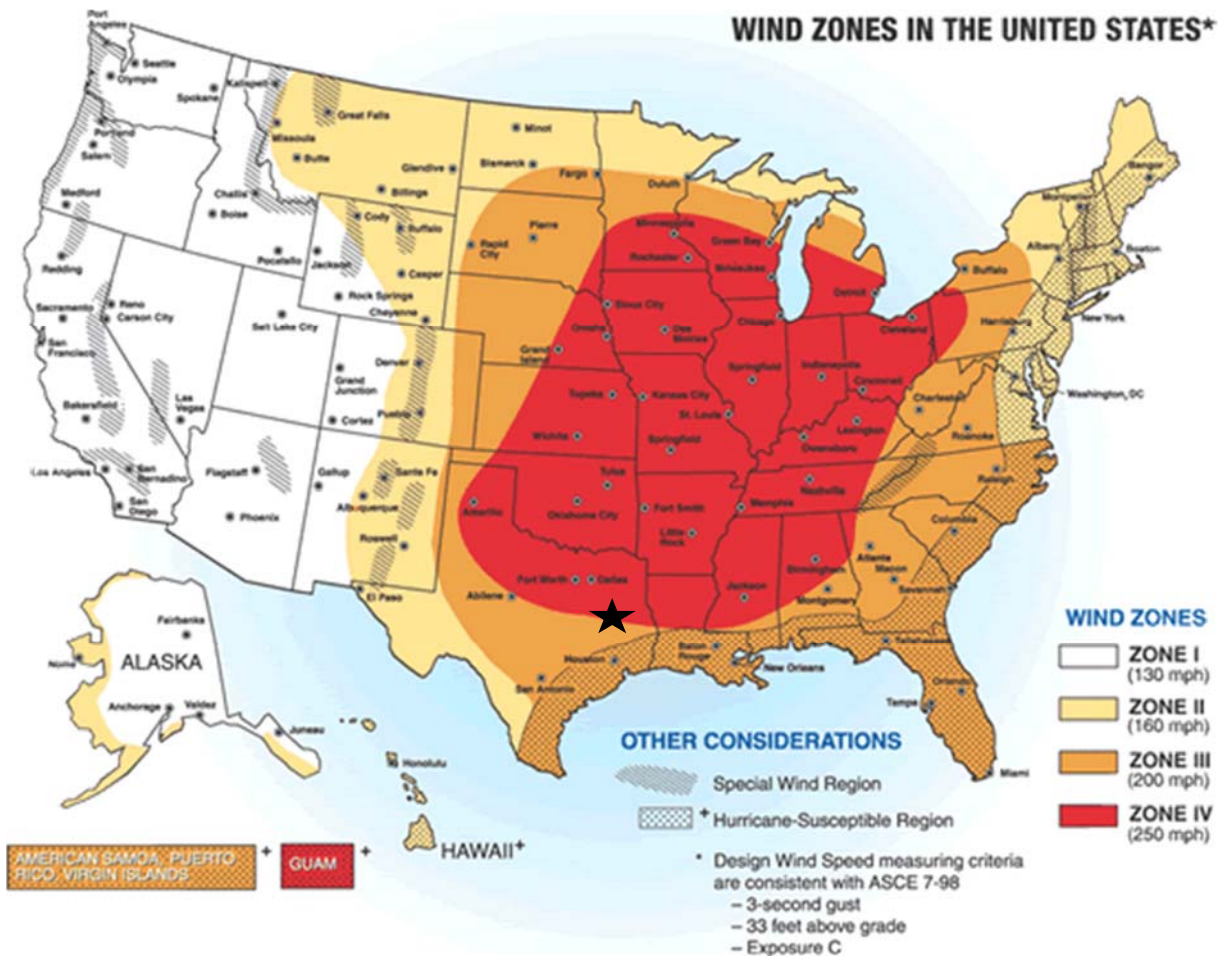 WIND ZONES IN THE UNITED STATES*
Port
Angeles
Seattle
Olympia
Spokane
Kalispell
Great Falls
Missoula
Butte
Glendive
Billings
Minot
Bismarck
Fargo
Duluth
Bangor
Montpelier
Portland
Salem
Medford
Challis
Boise
Pocatello
Jackson
Cody
Buffalo
Casper
Rock Springs
Cheyenne
Pierre
Rapid
City
Minneapolis
Rochester
Green Bay
Milwaukee
Albany
Boston
Buffalo
Detroit
Redding
Sacramento
San
Francisco
Reno
Carson City
Salt Lake City
Sioux City
Omaha
Des
Moines
Chicago
Cleveland
Harrisburg
New York
Grand
Island
Denver
Grand
Junction
Pueblo
Cortez
Topeka
Kansas City
Springfield
St. Louis
Indianapolis
Cincinnati
Charleston
Washington, DC
Bakersfield
Las
Vegas
Wichita
Springfield
Lexington
Owensboro
Roanoke
Los Angeles
San
Bernadino
San
Diego
Flagstaff
Phoenix
Gallup
Santa Fe
Albuquerque
Roswell
El Paso
Amarillo
Tulsa
Oklahoma City
Fort Smith
Little
Rock
Memphis
Nashville
Raleigh
Columbia
Atlanta
Macon
Savannah
Birmingham
Montgomery
Jackson
Fort Worth
Dallas
Abilene
Houston
San Antonio
Baton
Rouge
New Orleans
Tallahassee
Orlando
Tampa
Miami
Fairbanks
Nome
ALASKA
Anchorage
Valdez
Juneau
Honolulu
HAWAII+
AMERICAN SAMOA, PUERTO
RICO, VIRGIN ISLANDS
+
GUAM
+
OTHER CONSIDERATIONS
Special Wind Region
+ Hurricane-Susceptible Region
* Design Wind Speed measuring criteria
are consistent with ASCE 7-98
– 3-second gust
– 33 feet above grade
– Exposure C
WIND ZONES
ZONE I
(130 mph)
ZONE II
(160 mph)
ZONE III
(200 mph)
ZONE IV
(250 mph)